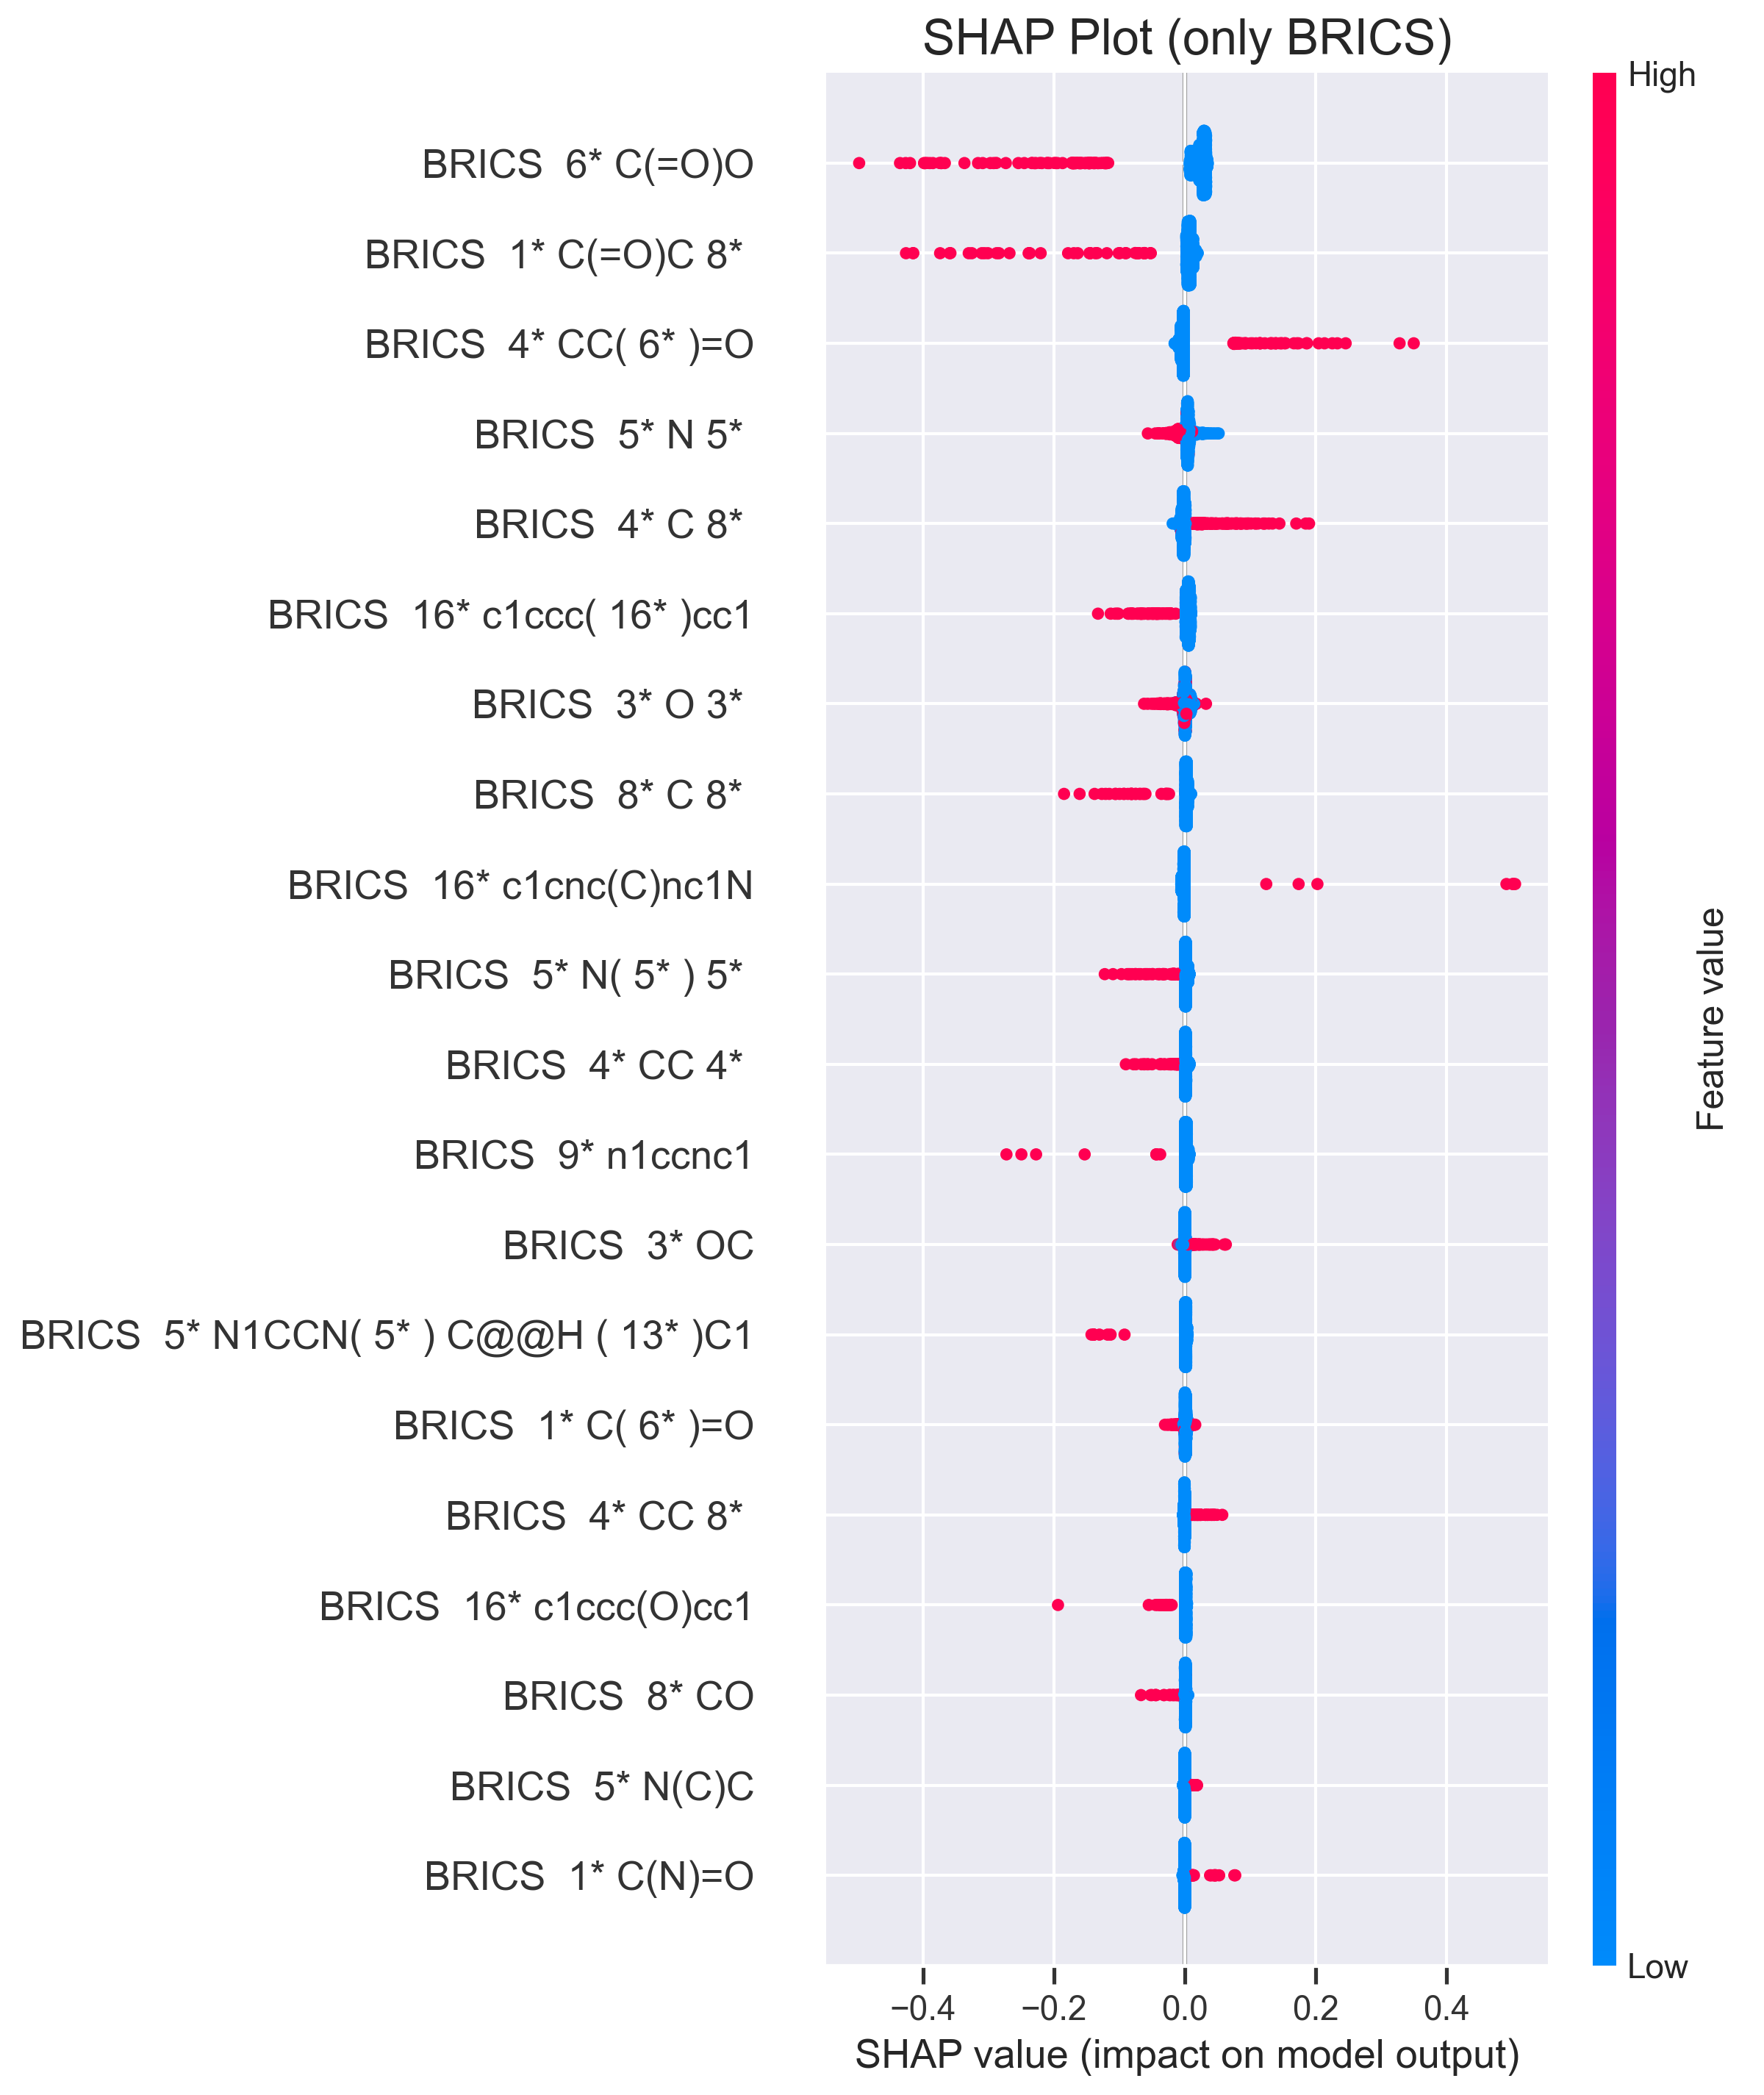 SHAP Plot (only BRICS)
High
BRICS 6* C(=O)O
BRICS 1* C(=O)C 8*
BRICS 4* CC( 6* )=O
BRICS 5* N 5*
BRICS 4* C 8*
BRICS 16* c1ccc( 16* )cc1
BRICS 3* O 3*
BRICS 8* C 8*
BRICS 16* c1cnc(C)nc1N
BRICS 5* N( 5* ) 5*
BRICS 4* CC 4*
BRICS 9* n1ccnc1
BRICS 3* OC
BRICS 5* N1CCN( 5* ) C@@H ( 13* )C1
BRICS 1* C( 6* )=O
BRICS 4* CC 8*
BRICS 16* c1ccc(O)cc1
BRICS 8* CO
BRICS 5* N(C)C
BRICS 1* C(N)=O
Feature value
Low
−0.4 −0.2 0.0 0.2 0.4
SHAP value (impact on model output)